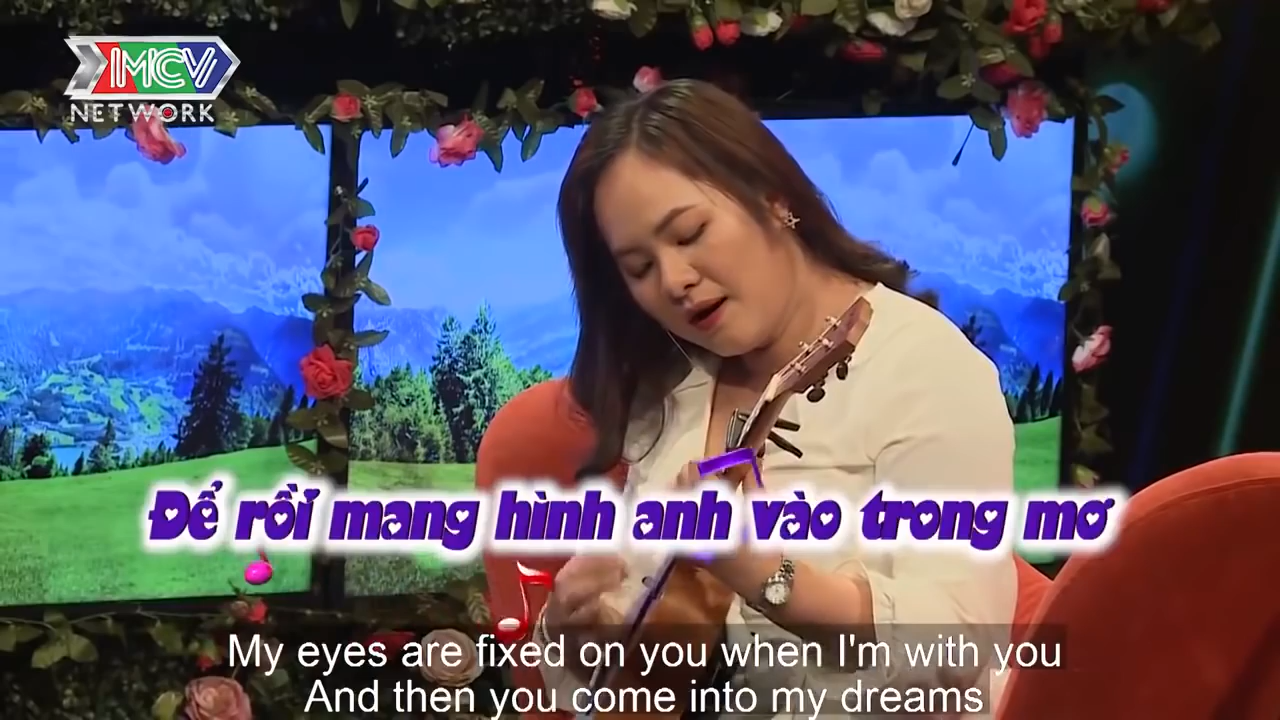 MCV
NETWORK
Để rồi mang hình anh vào trong mơ
My eyes are fixed on you when I'm with you
And then you come into my dreams